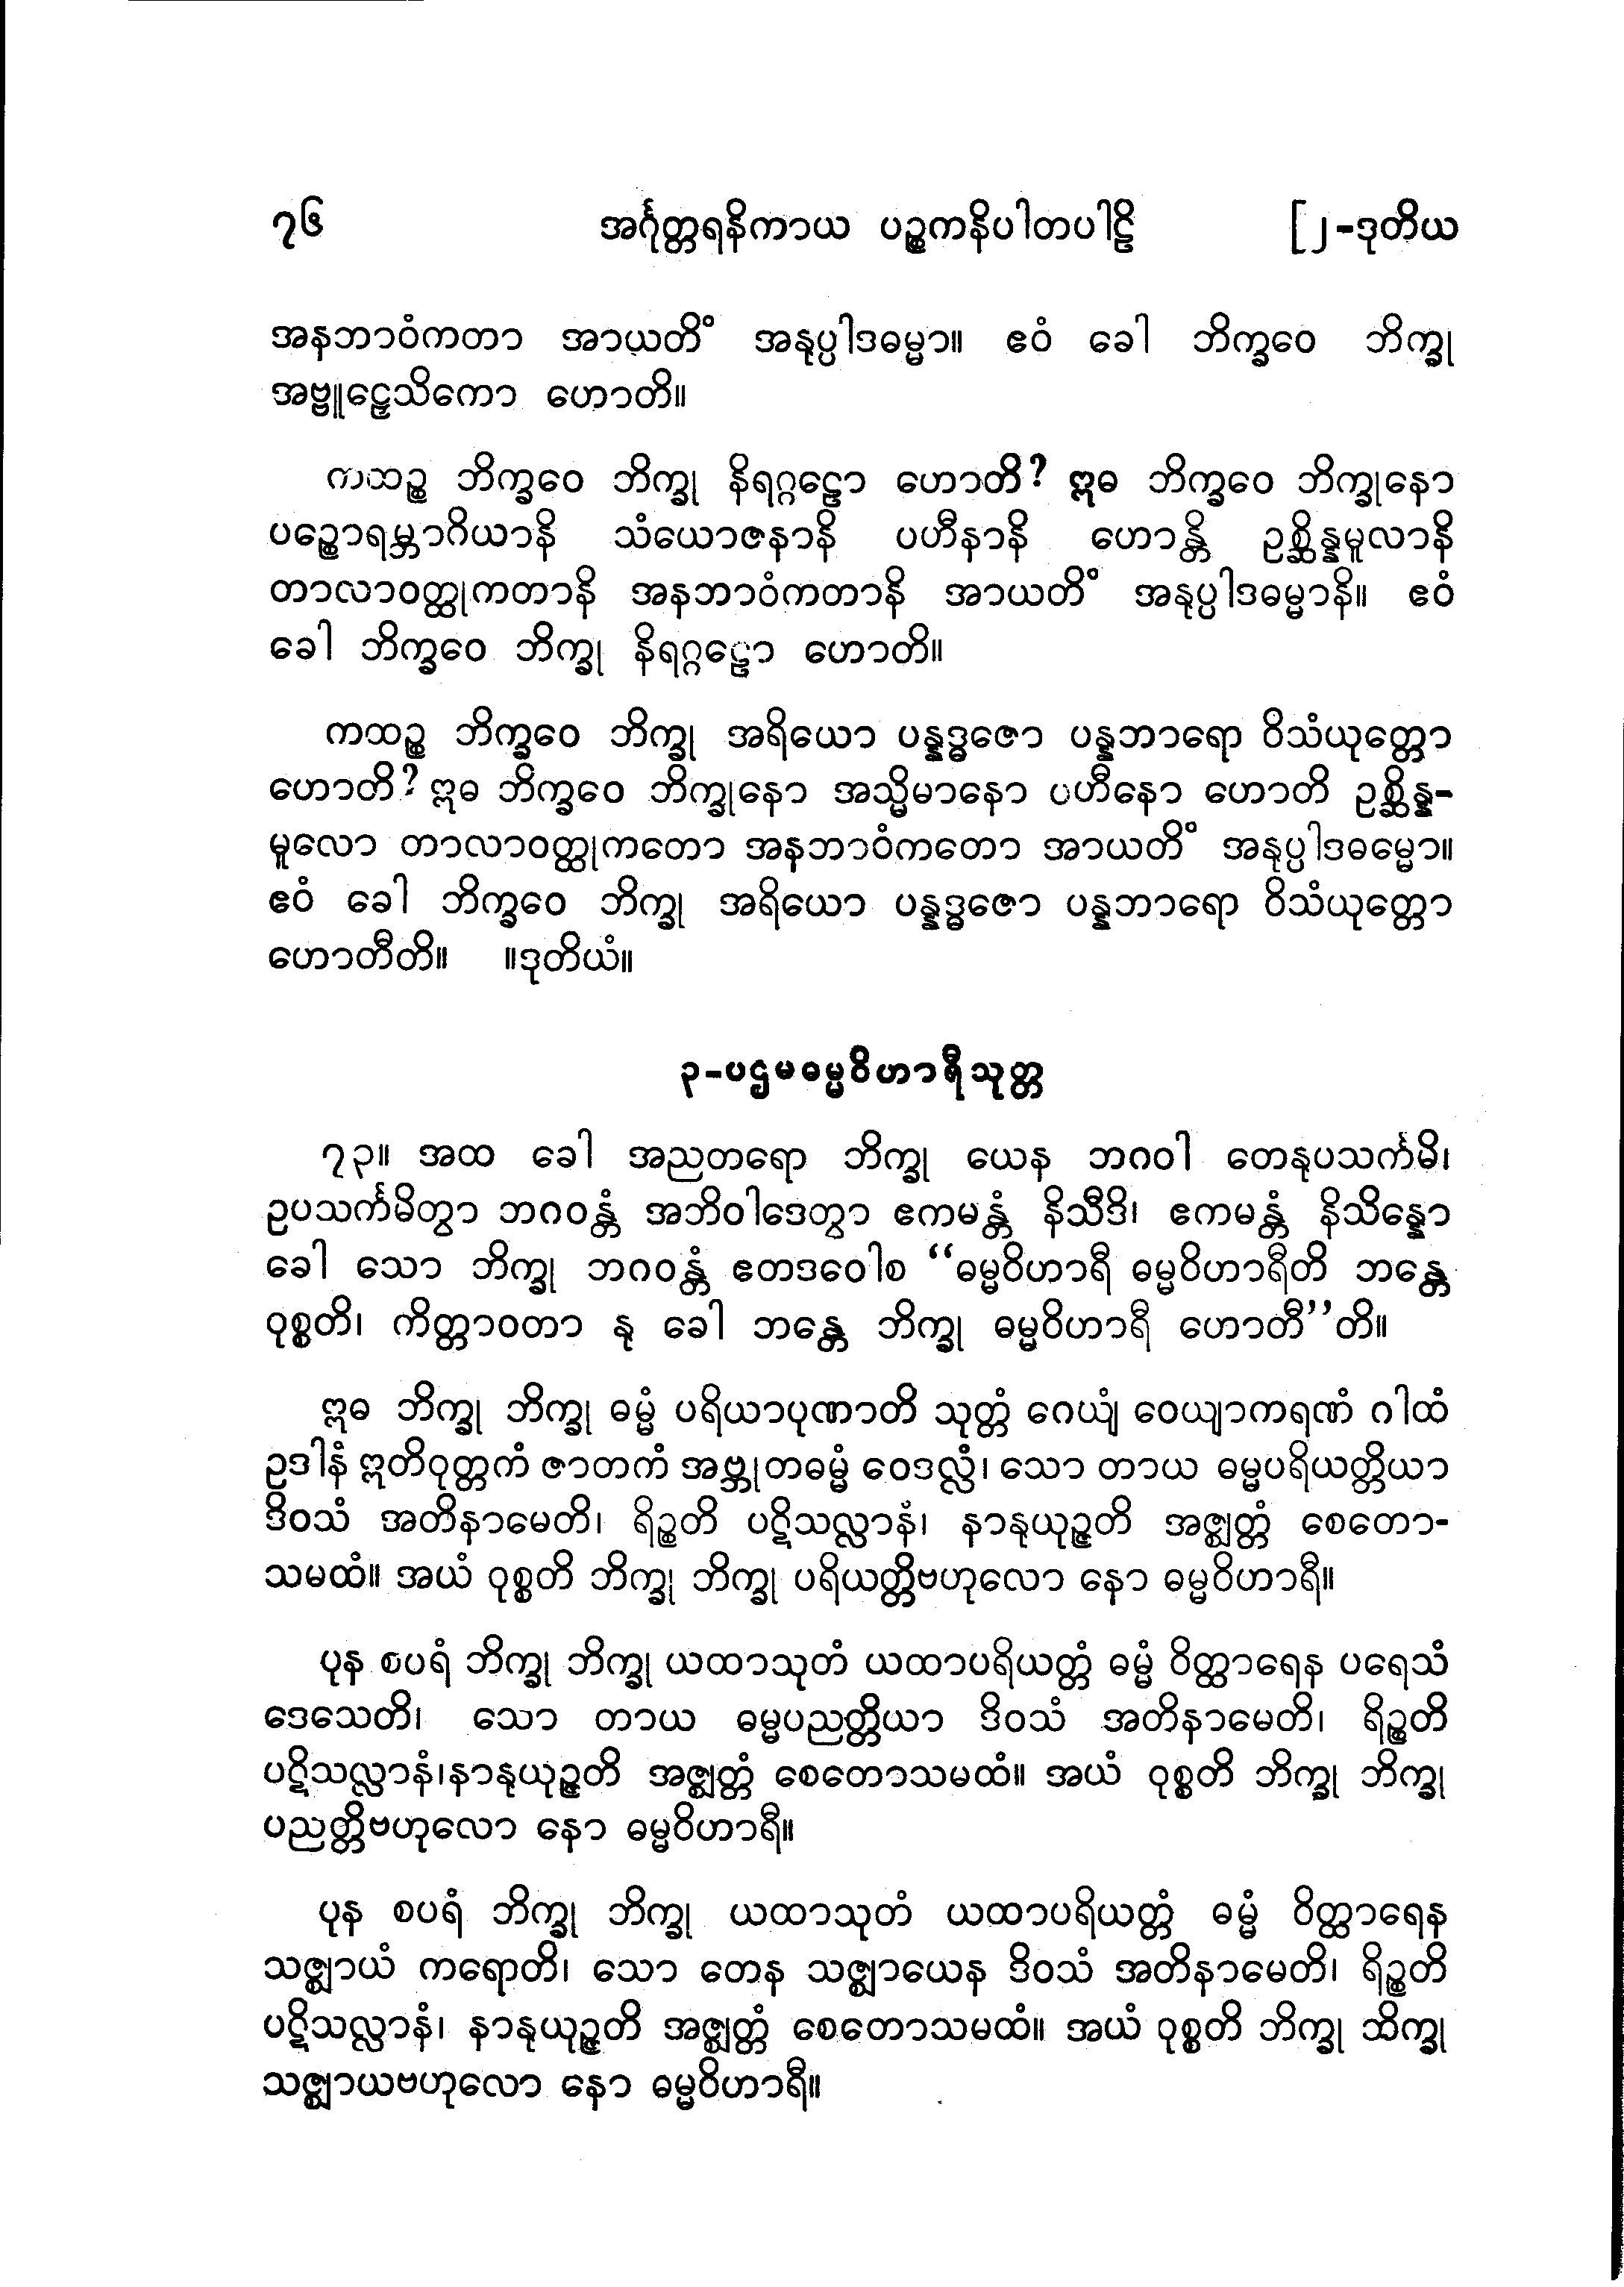 ၇၆ အင်္ဂုတ္တရနိကာယ ပဉ္စကနိပါတပါဠိ [၂-ဒုတိယ
အနဘာဝံကတာ အာယတိံ အနုပ္ပါဒဓမ္မာ။ ဧဝံ ခေါ ဘိက္ခဝေ ဘိက္ခု
အဗ္ဗူဠှေသိကော ဟောတိ။
ကထဉ္စ ဘိက္ခဝေ ဘိက္ခု နိရဂ္ဂဠော ဟောတိ? ဣဓ ဘိက္ခဝေ ဘိက္ခုနော
ပဉ္စောရမ္ဘာဂိယာနိ သံယောဇနာနိ ပဟီနာနိ ဟောန္တိ ဥစ္ဆိန္နမူလာနိ
တာလာဝတ္ထုကတာနိ အနဘာဝံကတာနိ အာယတိံ အနုပ္ပါဒဓမ္မာနိ။ ဧဝံ
ခေါ ဘိက္ခဝေ ဘိက္ခု နိရဂ္ဂဠော ဟောတိ။
ကထဉ္စ ဘိက္ခဝေ ဘိက္ခု အရိယော ပန္နဒ္ဓဇော ပန္နဘာရော ဝိသံယုတ္တော
ဟောတိ? ဣဓ ဘိက္ခဝေ ဘိက္ခုနော အသ္မိမာနော ပဟီနော ဟောတိ ဥစ္ဆိန္န-
မူလော တာလာဝတ္ထုကတော အနဘာဝံကတော အာယတိံ အနုပ္ပါဒဓမ္မော။
ဧဝံ ခေါ ဘိက္ခဝေ ဘိက္ခု အရိယော ပန္နဒ္ဓဇော ပန္နဘာရော ဝိသံယုတ္တော
ဟောတီတိ။ ။ဒုတိယံ။
၃-ပဌမဓမ္မဝိဟာရီသုတ္တ
၇၃။ အထ ခေါ အညတရော ဘိက္ခု ယေန ဘဂဝါ တေနုပသင်္ကမိ၊
ဥပသင်္ကမိတွာ ဘဂဝန္တံ အဘိဝါဒေတွာ ဧကမန္တံ နိသီဒိ၊ ဧကမန္တံ နိသိန္နော
ခေါ သော ဘိက္ခု ဘဂဝန္တံ ဧတဒဝေါစ “ဓမ္မဝိဟာရီ ဓမ္မဝိဟာရီတိ ဘန္တေ
ဝုစ္စတိ၊ ကိတ္တာဝတာ နု ခေါ ဘန္တေ ဘိက္ခု ဓမ္မဝိဟာရီ ဟောတီ”တိ။
ဣဓ ဘိက္ခု ဘိက္ခု ဓမ္မံ ပရိယာပုဏာတိ သုတ္တံ ဂေယျံ ဝေယျာကရဏံ ဂါထံ
ဥဒါနံ ဣတိဝုတ္တကံ ဇာတကံ အဗ္ဘုတဓမ္မံ ဝေဒလ္လံ၊ သော တာယ ဓမ္မပရိယတ္တိယာ
ဒိဝသံ အတိနာမေတိ၊ ရိဉ္စတိ ပဋိသလ္လာနံ၊ နာနုယုဉ္ဇတိ အဇ္ဈတ္တံ စေတော-
သမထံ။ အယံ ဝုစ္စတိ ဘိက္ခု ဘိက္ခု ပရိယတ္တိဗဟုလော နော ဓမ္မဝိဟာရီ။
ပုန စပရံ ဘိက္ခု ဘိက္ခု ယထာသုတံ ယထာပရိယတ္တံ ဓမ္မံ ဝိတ္ထာရေန ပရေသံ
ဒေသေတိ၊ သော တာယ ဓမ္မပညတ္တိယာ ဒိဝသံ အတိနာမေတိ၊ ရိဉ္စတိ
ပဋိသလ္လာနံ၊နာနုယုဉ္ဇတိ အဇ္ဈတ္တံ စေတောသမထံ။ အယံ ဝုစ္စတိ ဘိက္ခု ဘိက္ခု
ပညတ္တိဗဟုလော နော ဓမ္မဝိဟာရီ။
ပုန စပရံ ဘိက္ခု ဘိက္ခု ယထာသုတံ ယထာပရိယတ္တံ ဓမ္မံ ဝိတ္ထာရေန
သဇ္ဈာယံ ကရောတိ၊ သော တေန သဇ္ဈာယေန ဒိဝသံ အတိနာမေတိ၊ ရိဉ္စတိ
ပဋိသလ္လာနံ၊ နာနုယုဉ္ဇတိ အဇ္ဈတ္တံ စေတောသမထံ။ အယံ ဝုစ္စတိ ဘိက္ခု ဘိက္ခု
သဇ္ဈာယဗဟုလော နော ဓမ္မဝိဟာရီ။